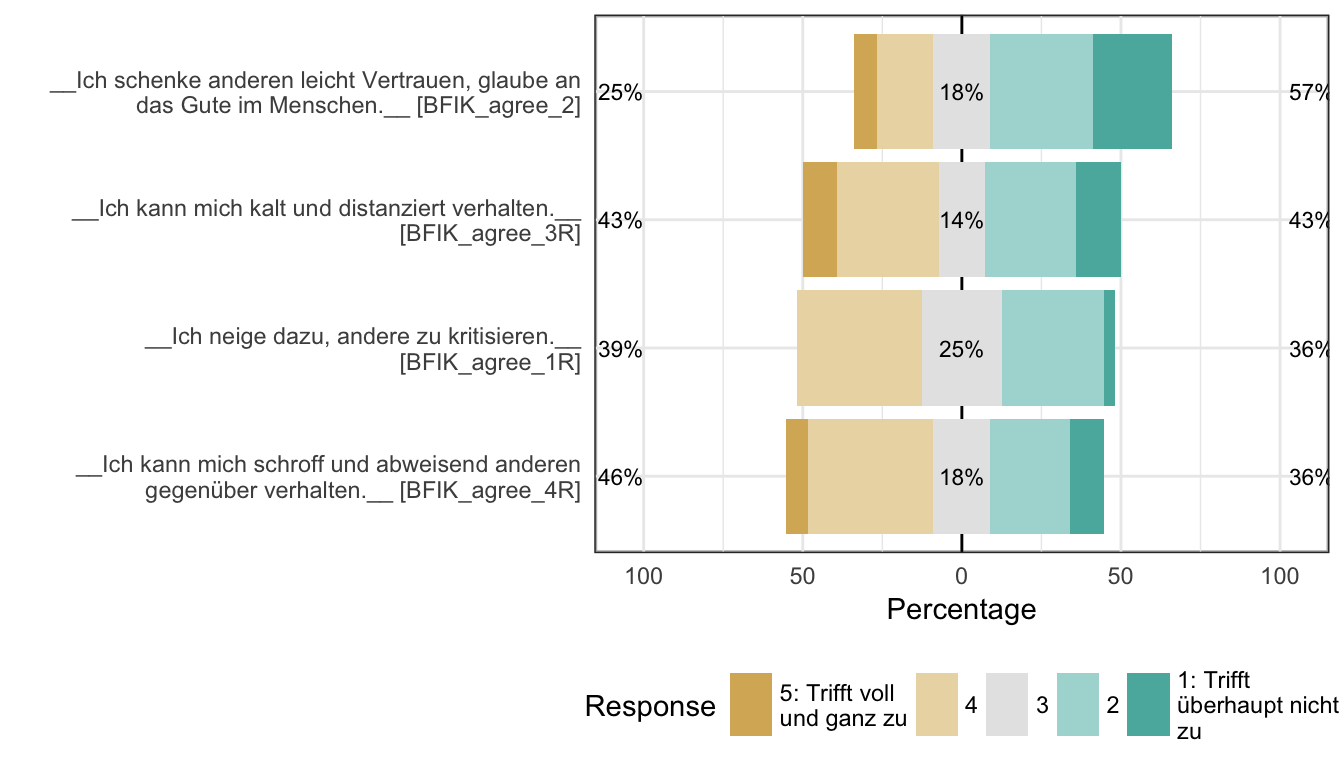 __Ich schenke anderen leicht Vertrauen, glaube an
das Gute im Menschen.__ [BFIK_agree_2]
25%
18%
57%
__Ich kann mich kalt und distanziert verhalten.__
[BFIK_agree_3R]
43%
14%
43%
__Ich neige dazu, andere zu kritisieren.__
[BFIK_agree_1R]
39%
25%
36%
__Ich kann mich schroff und abweisend anderen
gegenüber verhalten.__ [BFIK_agree_4R]
46%
18%
36%
100 50 0 50 100
Percentage
Response
5: Trifft voll
und ganz zu
4
3
2
1: Trifft
überhaupt nicht
zu